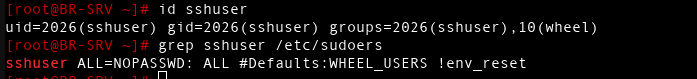 [root@BR-SRV ~]# id sshuser
uid=2026(sshuser) gid=2026(sshuser) groups=2026(sshuser),10(wheel)
[root@BR-SRV ~]# grep sshuser /etc/sudoers
sshuser ALL=NOPASSWD: ALL #Defaults:WHEEL_USERS !env_reset